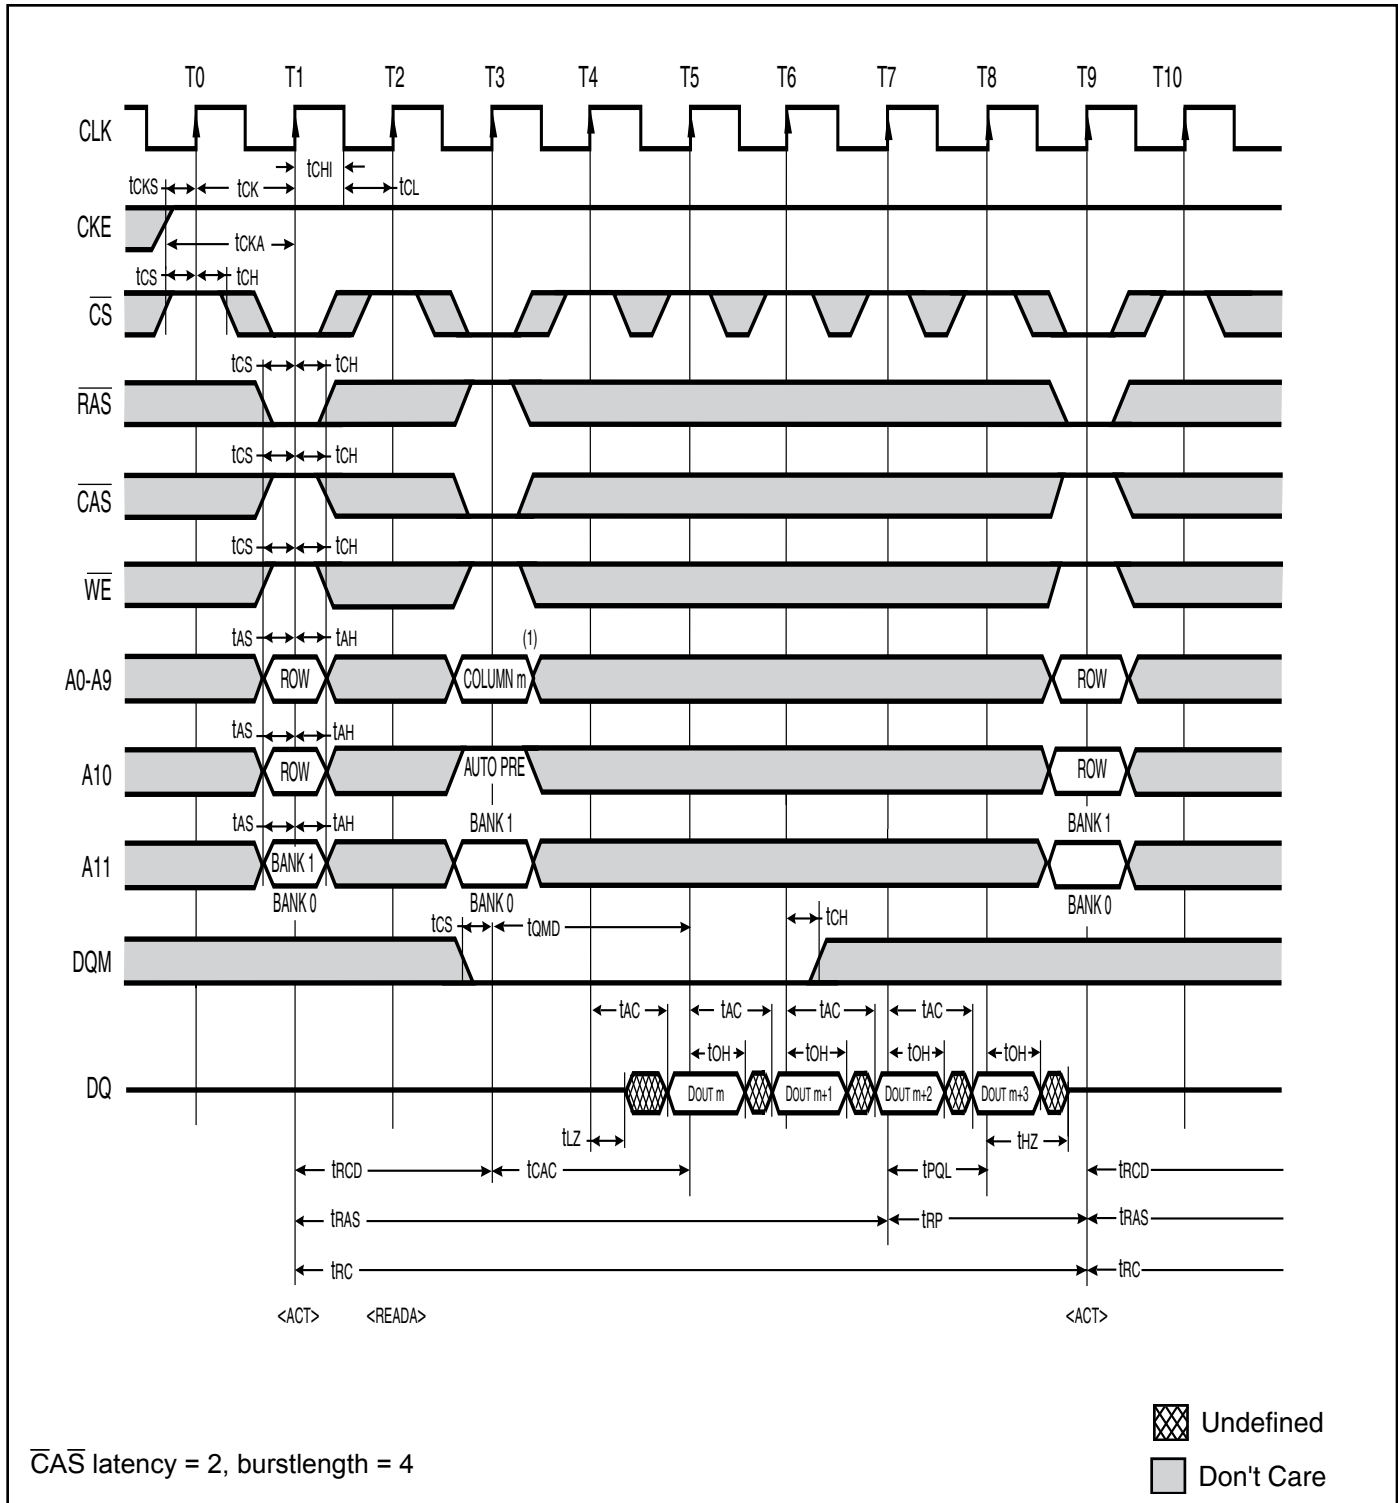 T0 T1 T2 T3 T4 T5 T6 T7 T8 T9 T10
CLK
tCHI
tCKS tCK tCL
CKE
tCKA
tCS tCH
CS
tCS tCH
RAS
tCS tCH
CAS
tCS tCH
WE
tAS tAH (1)
A0-A9 ROW COLUMN m ROW
tAS tAH
A10 ROW AUTO PRE ROW
tAS tAH BANK 1 BANK 1
A11 BANK 1
BANK 0 BANK 0 BANK 0
tCS tQMD tCH
DQM
tAC tAC tAC tAC
tOH tOH tOH tOH
DQ DOUT m DOUT m+1 DOUT m+2 DOUT m+3
tLZ tHZ
tRCD tCAC tPQL tRCD
tRAS tRP tRAS
tRC tRC
<ACT> <READA> <ACT>
Undefined
CAS latency = 2, burstlength = 4
Don't Care